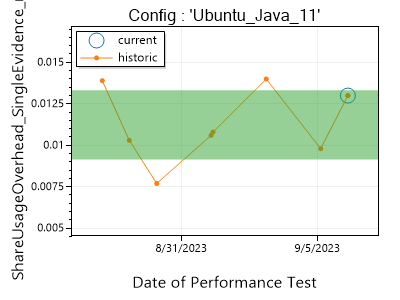 Config : 'Ubuntu_Java_11'
current
historic
0.015
0.0125
0.01
0.0075
0.005
ShareUsageOverhead_SingleEvidence_
8/31/2023
9/5/2023
Date of Performance Test